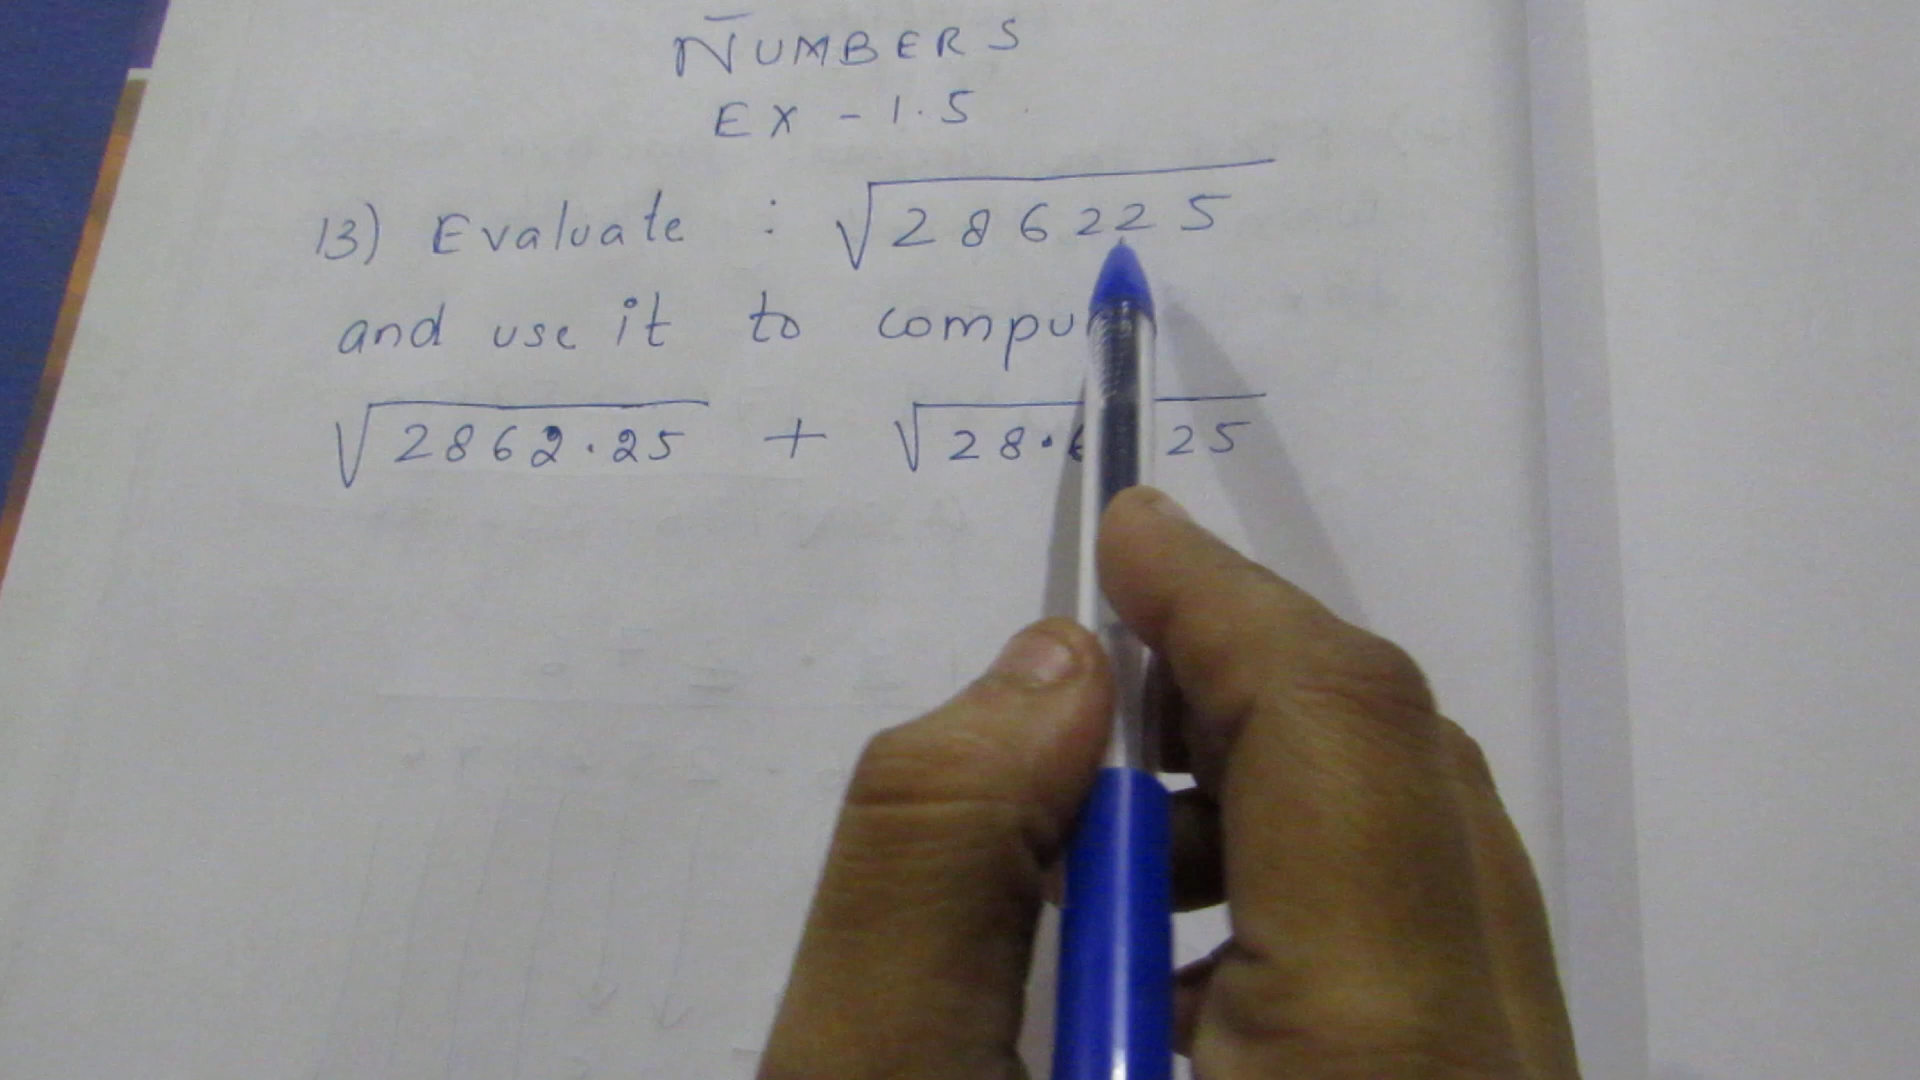 NUMBERS
EX - 1.5
13) Evaluate : √286225
and use it to compu
√2862.25 + √28.6 25